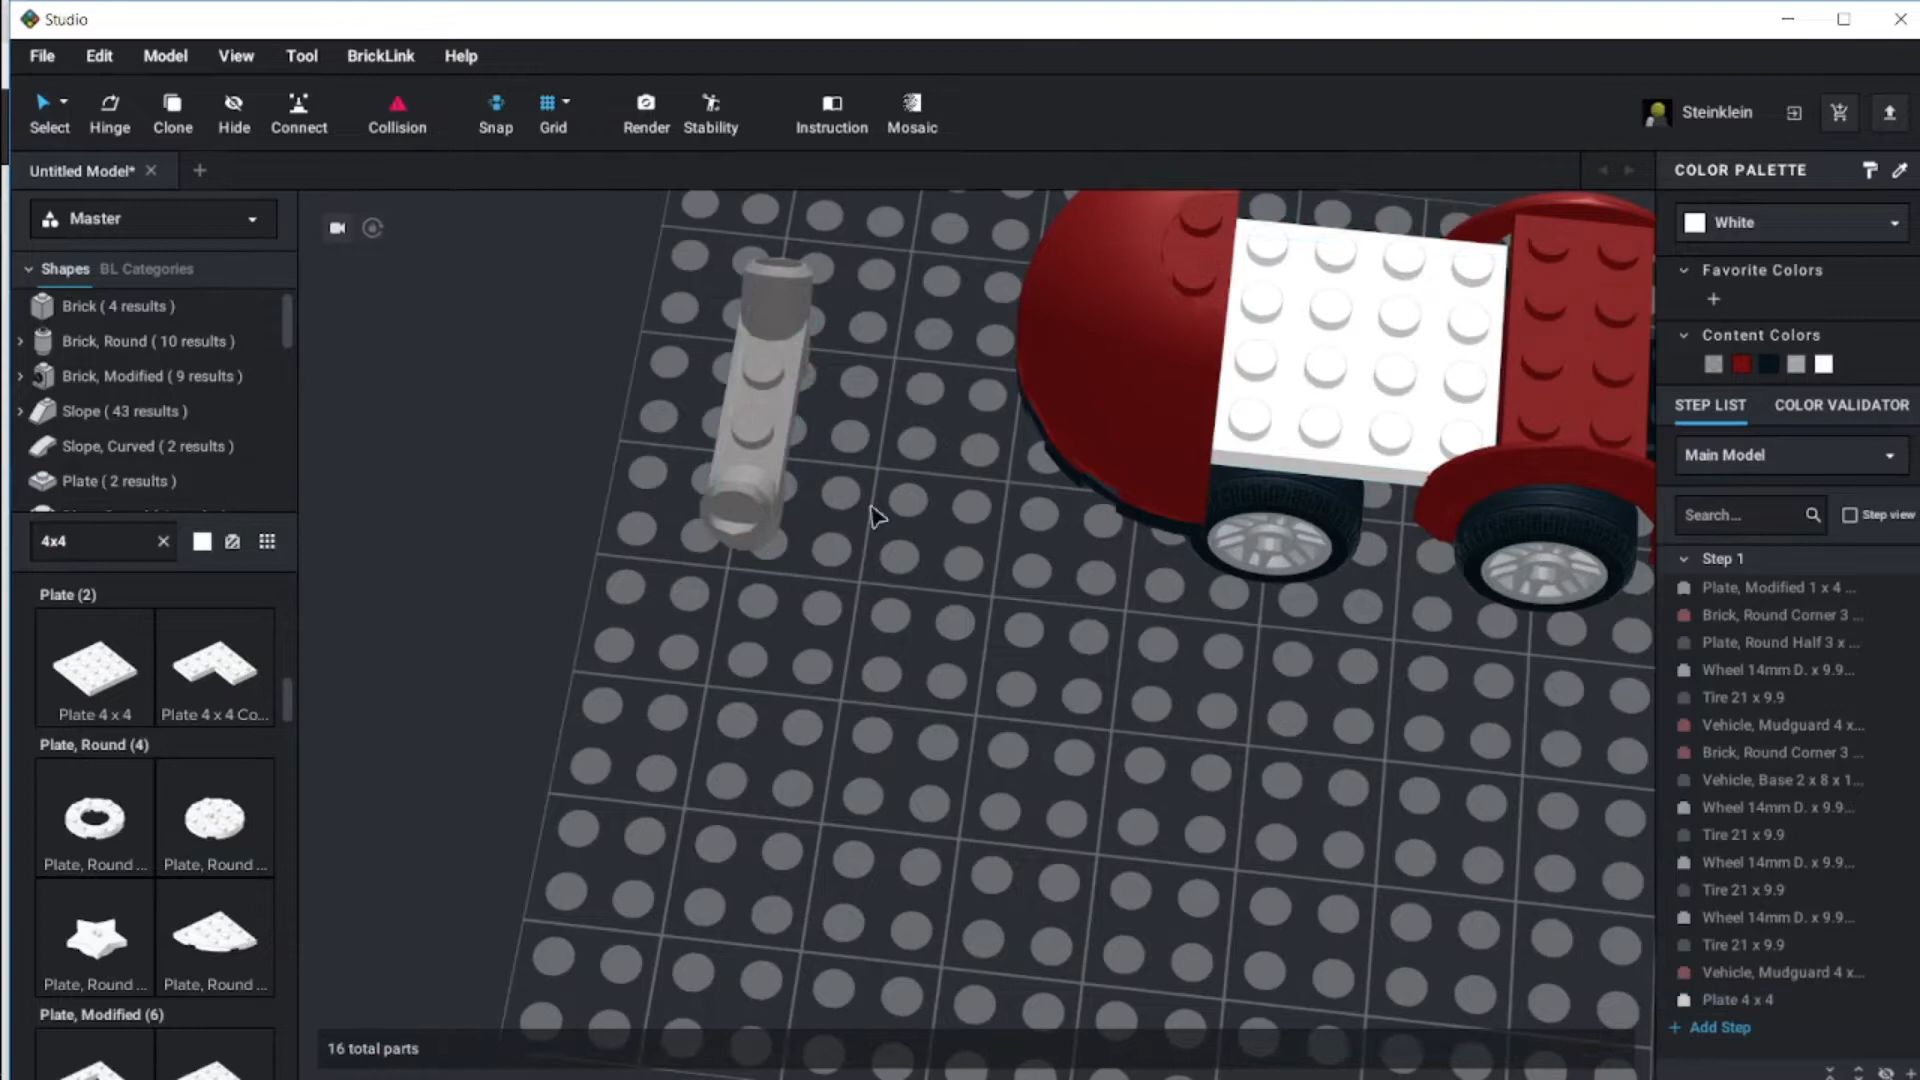 Studio
File Edit Model View Tool BrickLink Help
Select Hinge Clone Hide Connect Collision Snap Grid Render Stability Instruction Mosaic
Steinklein
Untitled Model*
COLOR PALETTE
Master
White
Shapes BL Categories
Favorite Colors
Brick ( 4 results )
Brick, Round ( 10 results )
Content Colors
Brick, Modified ( 9 results )
Slope ( 43 results )
STEP LIST COLOR VALIDATOR
Slope, Curved ( 2 results )
Main Model
Plate ( 2 results )
Search... Step view
4x4
Step 1
Plate (2)
Plate, Modified 1 x 4 ...
Brick, Round Corner 3 ...
Plate, Round Half 3 x ...
Wheel 14mm D. x 9.9...
Tire 21 x 9.9
Plate 4 x 4 Plate 4 x 4 Co...
Vehicle, Mudguard 4 x...
Plate, Round (4)
Brick, Round Corner 3 ...
Vehicle, Base 2 x 8 x 1...
Wheel 14mm D. x 9.9...
Tire 21 x 9.9
Plate, Round ... Plate, Round ...
Wheel 14mm D. x 9.9...
Tire 21 x 9.9
Wheel 14mm D. x 9.9...
Tire 21 x 9.9
Vehicle, Mudguard 4 x...
Plate, Round ... Plate, Round ...
Plate 4 x 4
Plate, Modified (6)
Add Step
16 total parts